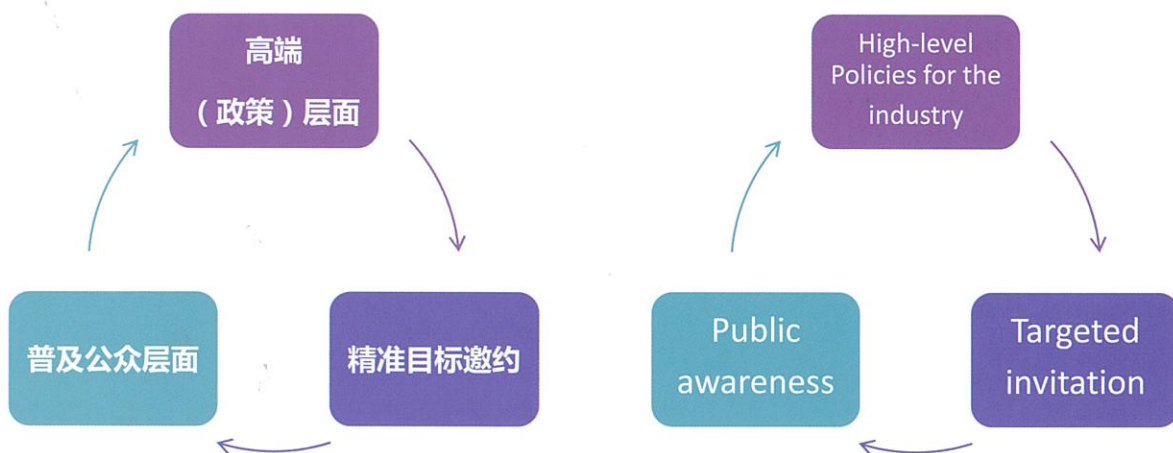 高端
（政策）层面
普及公众层面
精准目标邀约
High-level
Policies for the
industry
Public
awareness
Targeted
invitation